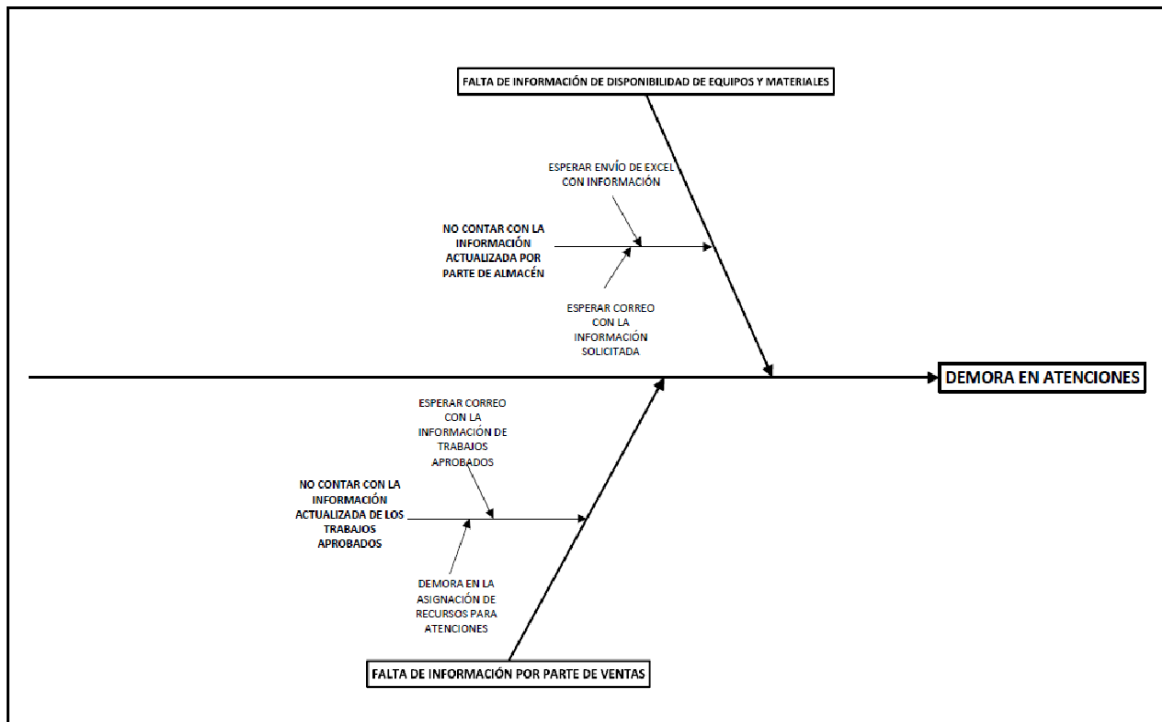 FALTA DE INFORMACIÓN DE DISPONIBILIDAD DE EQUIPOS Y MATERIALES
ESPERAR ENVÍO DE EXCEL
CON INFORMACIÓN
NO CONTAR CON LA
INFORMACIÓN
ACTUALIZADA POR
PARTE DE ALMACÉN
ESPERAR CORREO
CON LA
INFORMACIÓN
SOLICITADA
DEMORA EN ATENCIONES
ESPERAR CORREO
CON LA
INFORMACIÓN DE
TRABAJOS
APROBADOS
NO CONTAR CON LA
INFORMACIÓN
ACTUALIZADA DE LOS
TRABAJOS
APROBADOS
DEMORA EN LA
ASIGNACIÓN DE
RECURSOS PARA
ATENCIONES
FALTA DE INFORMACIÓN POR PARTE DE VENTAS